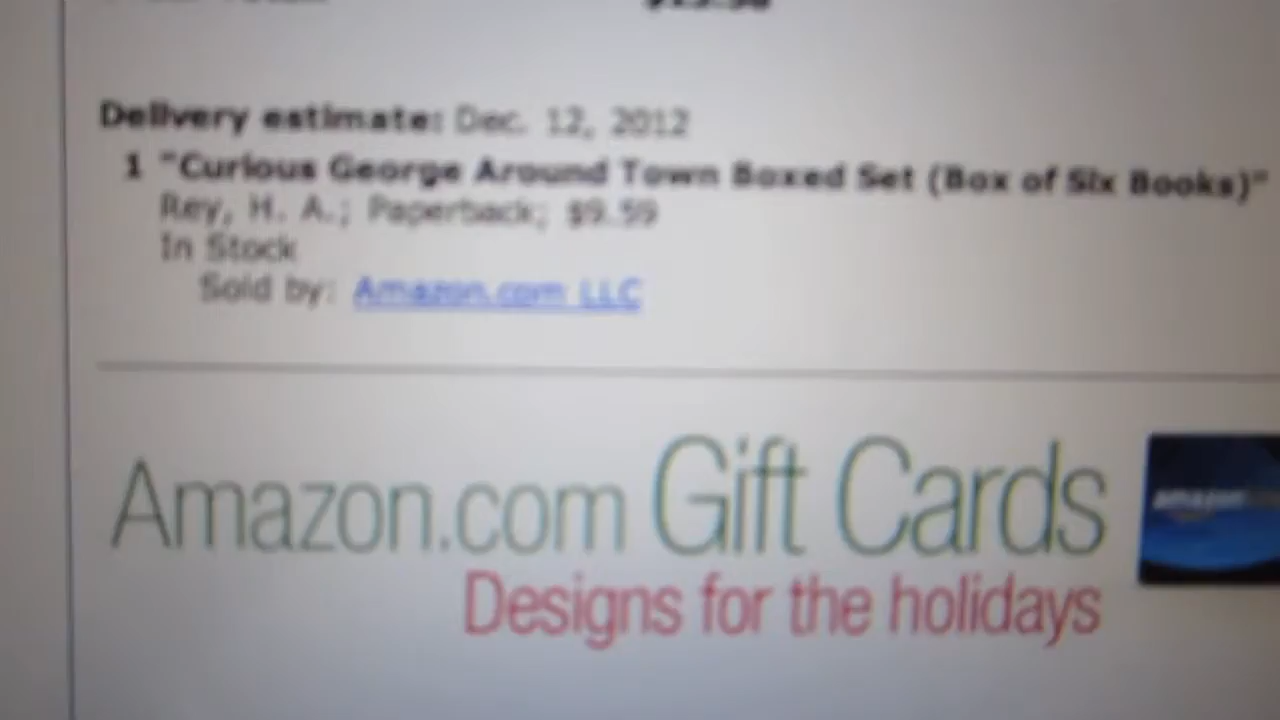 Delivery estimate: Dec. 12, 2012
1 "Curious George Around Town Boxed Set (Box of Six Books)"
Rey, H. A.; Paperback; $9.59
In Stock
Sold by: Amazon.com LLC
Amazon.com Gift Cards
amazon
Designs for the holidays